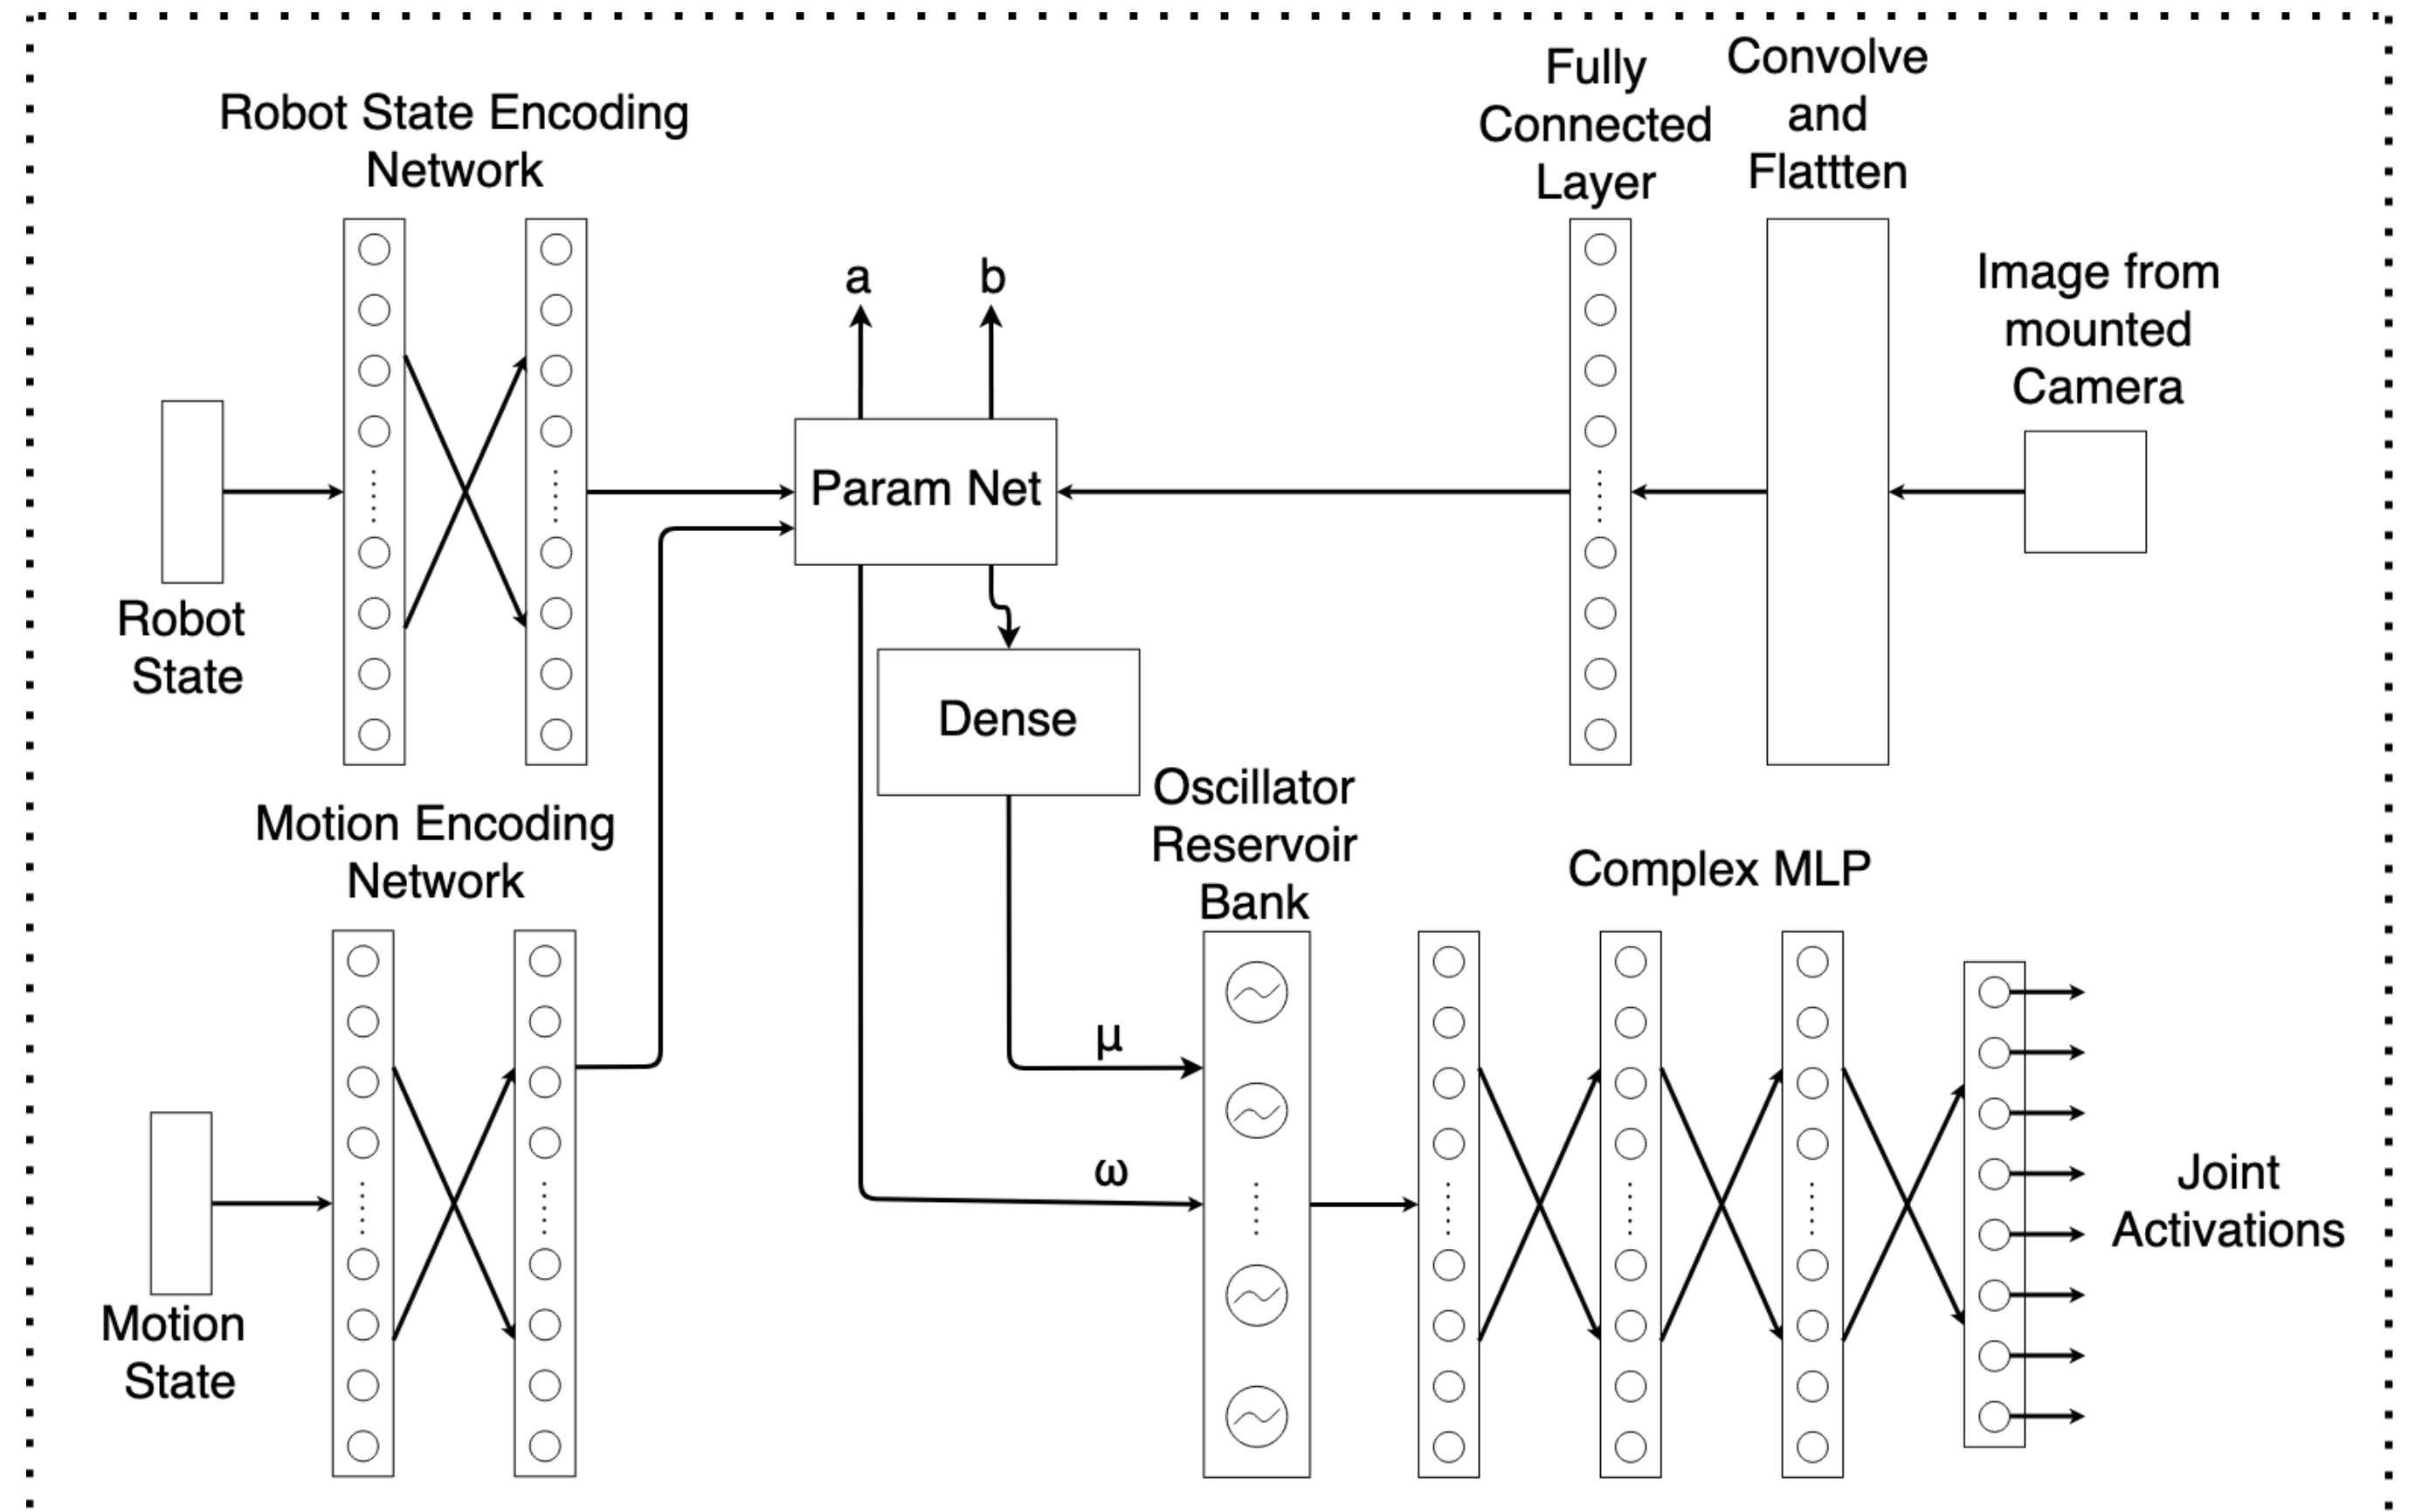 Robot State Encoding
Network
Fully
Connected
Layer
Convolve
and
Flattten
Image from
mounted
Camera
a
b
Param Net
Robot
State
Dense
Motion Encoding
Network
Oscillator
Reservoir
Bank
Complex MLP
μ
ω
Joint
Activations
Motion
State